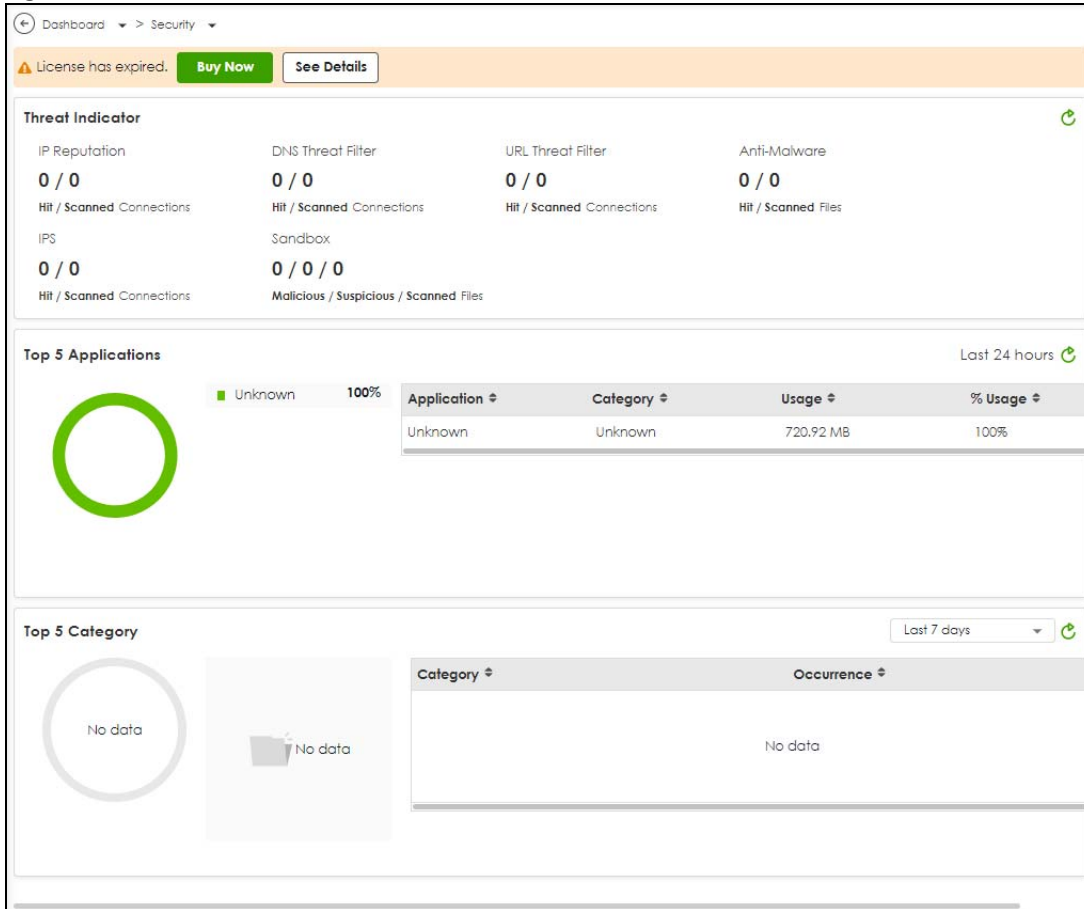 Dashboard > Security
License has expired. Buy Now See Details
Threat Indicator
IP Reputation DNS Threat Filter URL Threat Filter Anti-Malware
0 / 0 0 / 0 0 / 0 0 / 0
Hit / Scanned Connections Hit / Scanned Connections Hit / Scanned Connections Hit / Scanned Files
IPS Sandbox
0 / 0 0 / 0 / 0
Hit / Scanned Connections Malicious / Suspicious / Scanned Files
Top 5 Applications Last 24 hours
Unknown 100% Application Category Usage % Usage
Unknown Unknown 720.92 MB 100%
Top 5 Category Last 7 days
Category Occurrence
No data No data No data